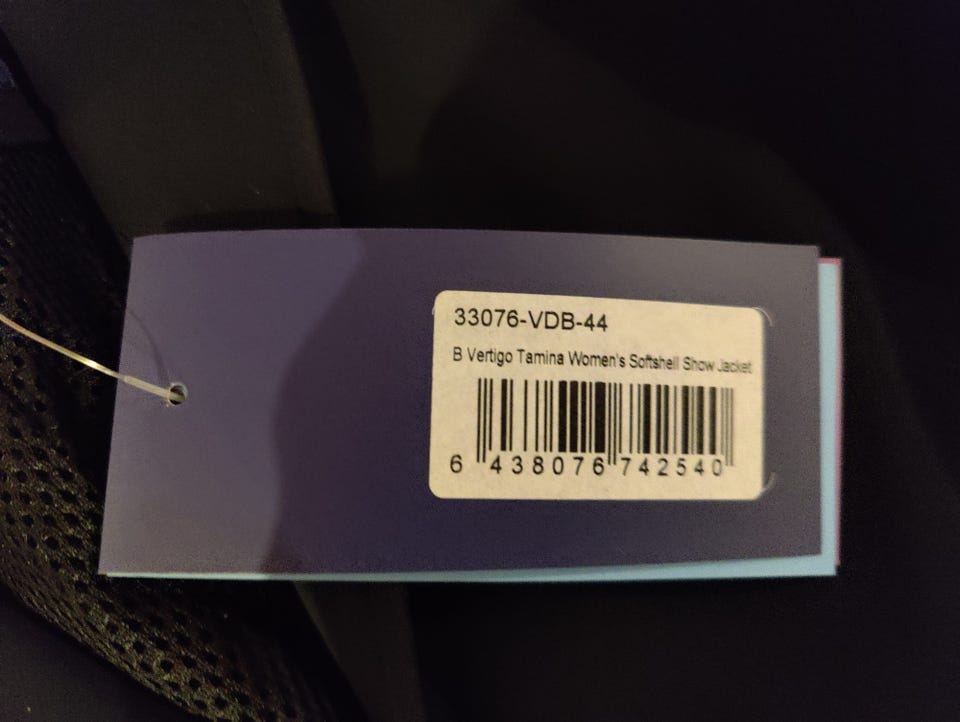 33076-VDB-44
B Vertigo Tamina Women's Softshell Show Jacket
6 438076 742540